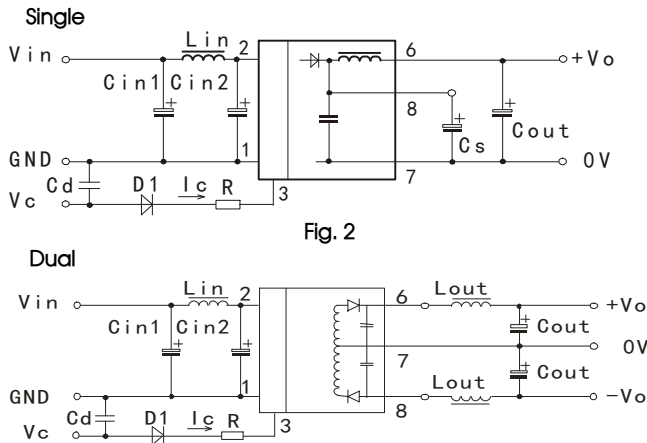 Single
Vin
Lin
2
6
+Vo
Cin1
Cin2
+
+
8
+
Cs
+
Cout
GND
1
7
0V
Cd
D1
Ic
R
3
Vc
Fig. 2
Dual
Vin
Lin
2
6
Lout
+Vo
Cin1
Cin2
+
+
+
Cout
7
0V
+
Cout
GND
1
8
Lout
-Vo
Cd
D1
Ic
R
3
Vc